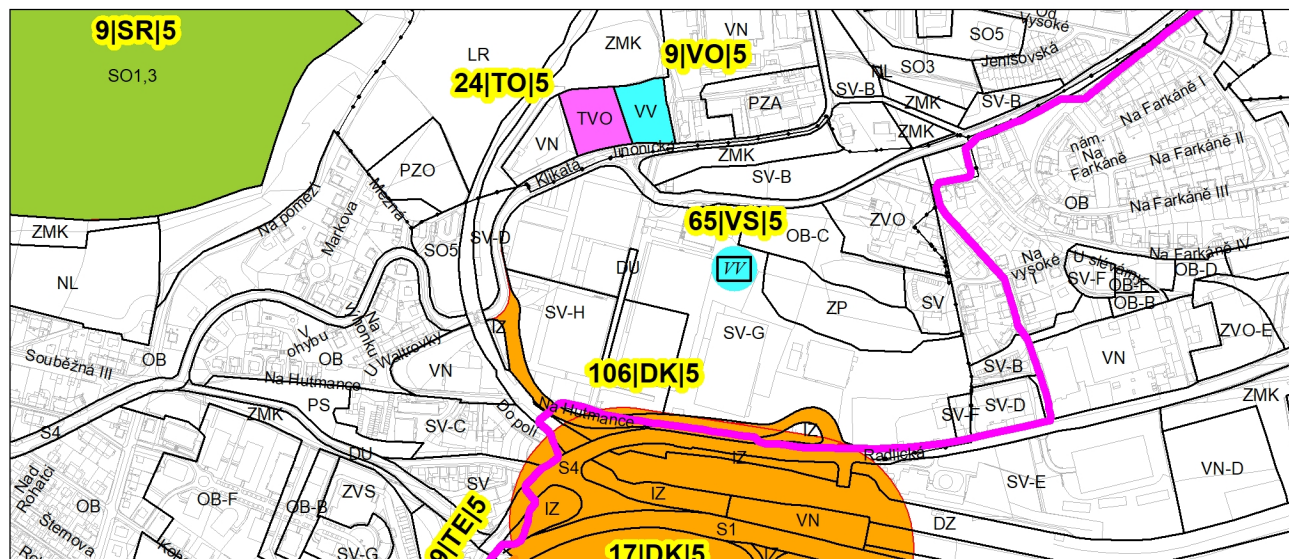 9|SR|5
SO1,3
LR
ZMK
VN
9|VO|5
24|TO|5
TVO
VV
PZA
SV-B
NL
SO5
SO3
Od
Vysoké
Jenišovská
ZMK
SV-B
ZMK
Na Farkáně I
nám.
Na
Farkáně
Na Farkáně II
Na Farkáně III
OB
VN
Jinonická
Klikatá
ZMK
SV-B
PZO
Mezná
Na pomezí
Markova
SO5
SV-D
ZMK
NL
65|VS|5
OB-C
ZVO
VV
DU
Na
vysoké
I
Na Farkáně IV
U slévárny
SV-F
OB-D
OB-F
OB-B
SV
ZP
SV-G
SV-H
IZ
V
ohybu
Na
Výhonku
OB
OB
U Waltrovky
VN
Souběžná III
Na Hutmance
PS
ZMK
S4
SV-C
Do polí
106|DK|5
Na Hutmance
SV-B
VN
ZVO-E
ZMK
SV-F
SV-D
Radlická
IZ
S4
DU
Nad
OB
Šternova
OB-F
OB-B
ZVS
SV-G
SV
IZ
IZ
VN
SV-E
VN-D
S1
DZ
9|TE|5
17|DK|5
IZ